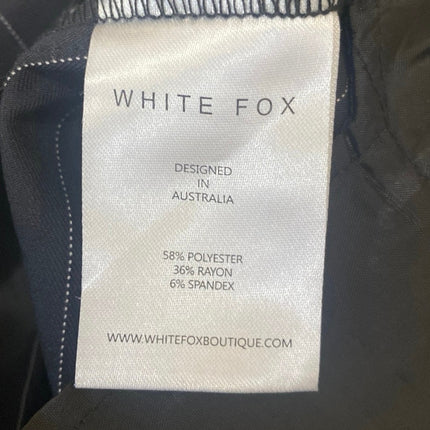 WHITE FOX
DESIGNED
IN
AUSTRALIA
58% POLYESTER
36% RAYON
6% SPANDEX
WWW.WHITEFOXBOUTIQUE.COM